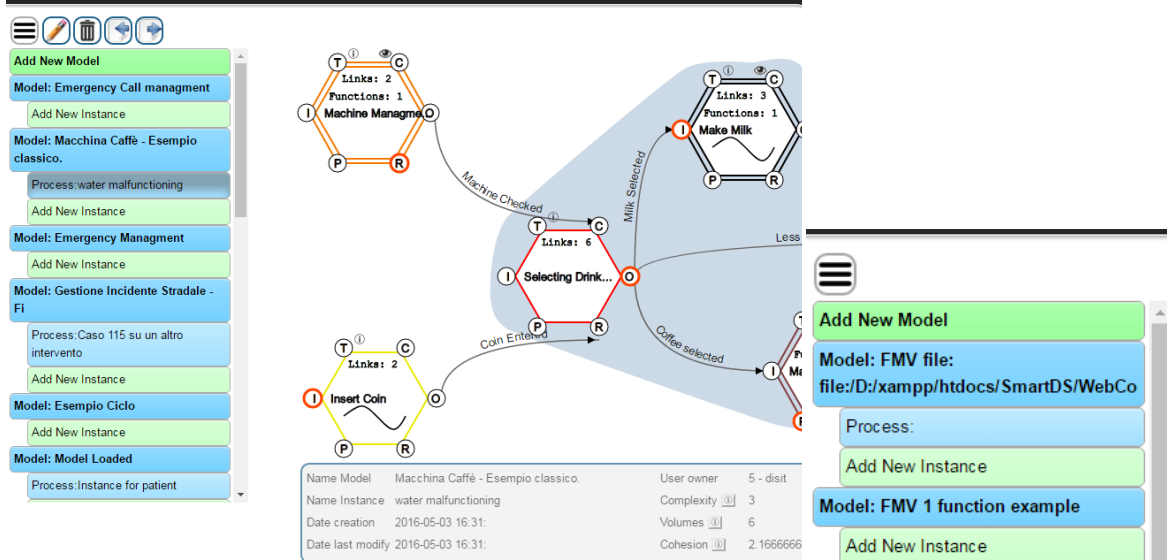 Add New Model
Model: Emergency Call managment
Add New Instance
Model: Macchina Caffè - Esempio
classico.
Process:water malfunctioning
Add New Instance
Model: Emergency Managment
Add New Instance
Model: Gestione Incidente Stradale -
Fi
Process:Caso 115 su un altro
intervento
Add New Instance
Model: Esempio Ciclo
Add New Instance
Model: Model Loaded
Process:Instance for patient
T
C
Links: 2
Functions: 1
I
Machine Managme
O
P
R
Machine Checked
T
C
Links: 3
Functions: 1
I
Make Milk
P
R
Milk Selected
T
C
Links: 6
I
Selecting Drink...
O
P
R
Less
Coin Entered
Coffee selected
T
C
Links: 2
I
Insert Coin
O
P
R
I
Ma
Name Model Macchina Caffè - Esempio classico. User owner 5 - disit
Name Instance water malfunctioning Complexity 3
Date creation 2016-05-03 16:31: Volumes 6
Date last modify 2016-05-03 16:31: Cohesion 2.1666666
Add New Model
Model: FMV file:
file:/D:/xampp/htdocs/SmartDS/WebCo
Process:
Add New Instance
Model: FMV 1 function example
Add New Instance